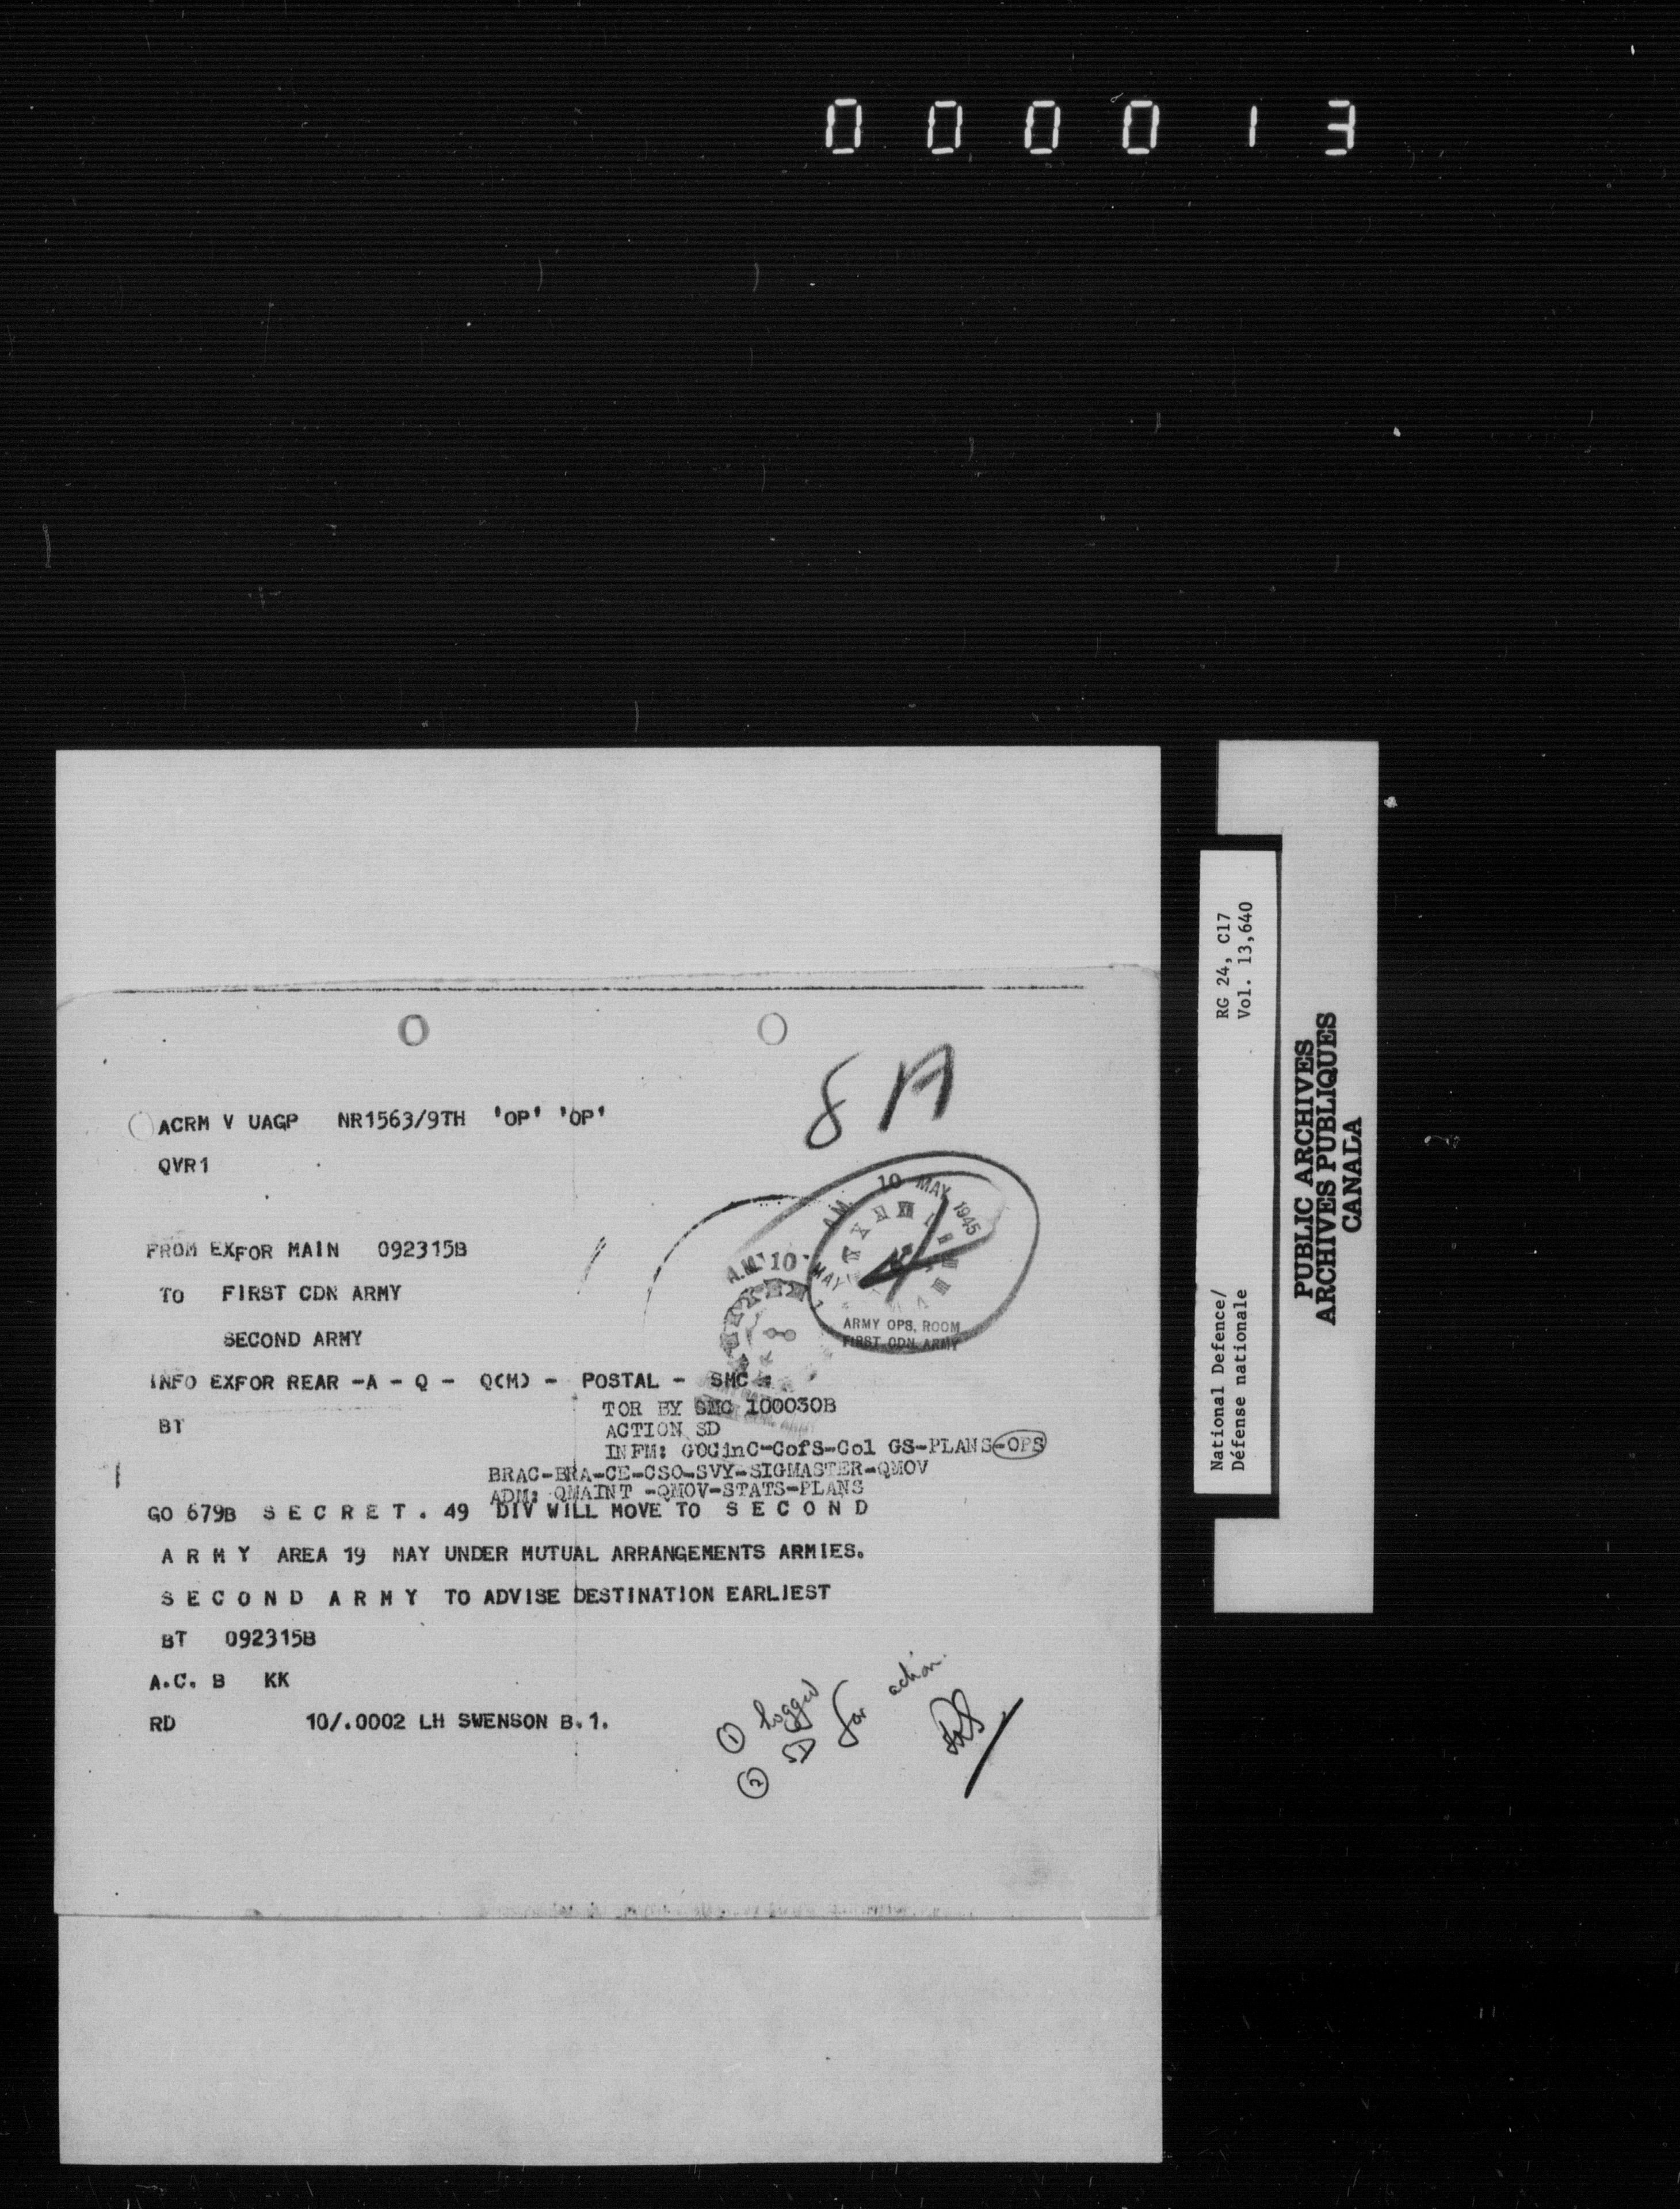 000013
8A
ACRM V UAGP NR1563/9TH 'OP' 'OP'
QVR1
A.M. 10 MAY 1945
FROM EXFOR MAIN 092315B
A.M. 10 MAY 1
TO FIRST CDN ARMY
ARMY OPS. ROOM
FIRST CDN ARMY
SECOND ARMY
INFO EXFOR REAR -A - Q - Q(M) - POSTAL - SMC
TOR BY SMC 100030B
BT
ACTION SD
INFM: GOCinC-CofS-Col GS-PLANS-OPS
BRAC-BRA-CE-CSO-SVY-SIGMASTER-QMOV
ADM: QMAINT -QMOV-STATS-PLANS
GO 679B S E C R E T . 49 DIV WILL MOVE TO S E C O N D
A R M Y AREA 19 MAY UNDER MUTUAL ARRANGEMENTS ARMIES.
S E C O N D A R M Y TO ADVISE DESTINATION EARLIEST
BT 092315B
A.C. B KK
RD 10/.0002 LH SWENSON B.1.
① logged
② SD for action.
RG 24, C17
Vol. 13,640
National Defence/
Défense nationale
PUBLIC ARCHIVES
ARCHIVES PUBLIQUES
CANADA